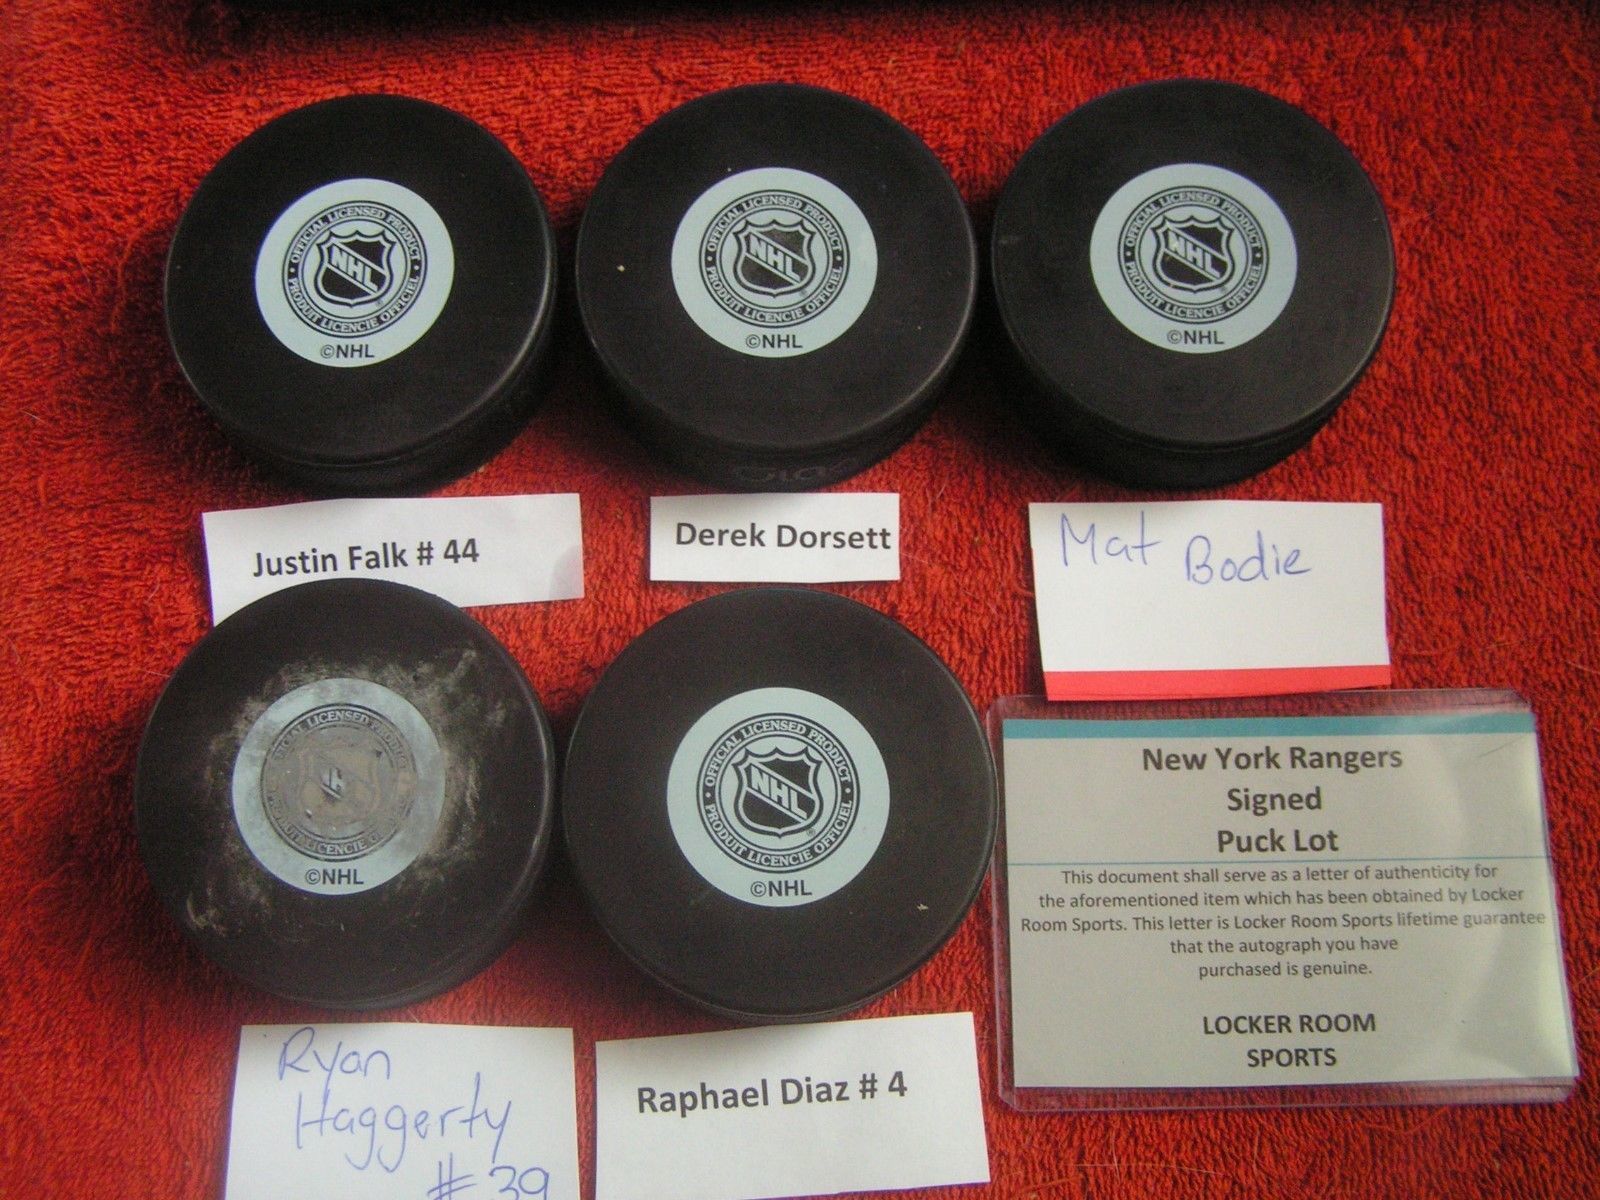 OFFICIAL LICENSED PRODUCT
NHL
PRODUIT LICENCIE OFFICIEL
©NHL
OFFICIAL LICENSED PRODUCT
NHL
PRODUIT LICENCIE OFFICIEL
©NHL
OFFICIAL LICENSED PRODUCT
NHL
PRODUIT LICENCIE OFFICIEL
©NHL
Justin Falk # 44
Derek Dorsett
Mat Bodie
LICENSED
LICENCIE
©NHL
OFFICIAL LICENSED PRODUCT
NHL
PRODUIT LICENCIE OFFICIEL
©NHL
Ryan
Haggerty
#39
Raphael Diaz # 4
New York Rangers
Signed
Puck Lot
This document shall serve as a letter of authenticity for
the aforementioned item which has been obtained by Locker
Room Sports. This letter is Locker Room Sports lifetime guarantee
that the autograph you have
purchased is genuine.
LOCKER ROOM
SPORTS